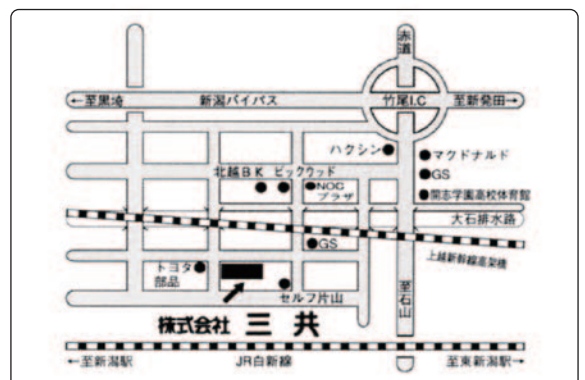 赤道
←至黒埼
新潟バイパス
竹尾I.C
至新発田→
ハクシン
マクドナルド
北越BK
ビックウッド
GS
NOC
プラザ
開志学園高校体育館
大石排水路
GS
上越新幹線高架橋
トヨタ
部品
至石山
セルフ片山
株式会社 三共
←至新潟駅
JR白新線
至東新潟駅→